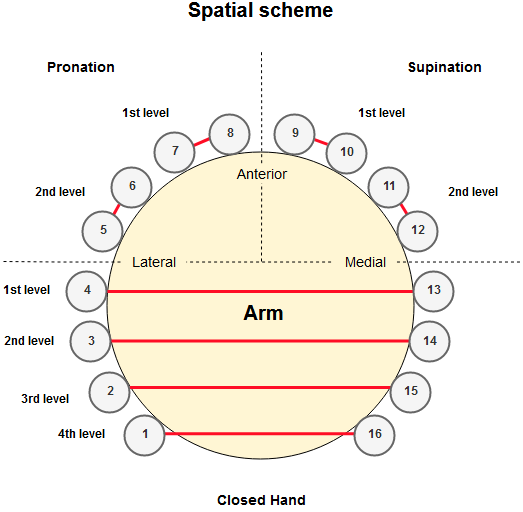 Spatial scheme
Pronation
Supination
1st level
1st level
8
9
7
10
Anterior
2nd level
6
11
2nd level
5
12
Lateral
Medial
1st level
4
13
Arm
2nd level
3
14
3rd level
2
15
4th level
1
16
Closed Hand